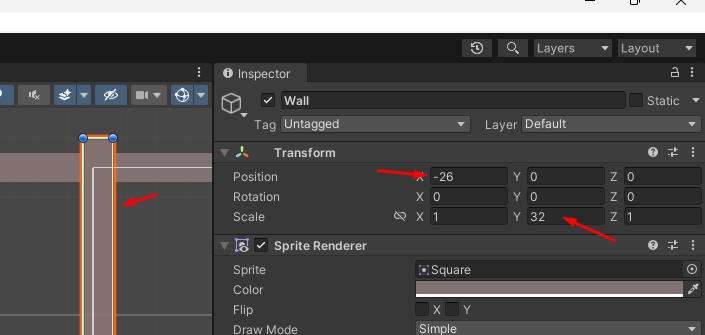 Layers Layout
Inspector
Wall Static
Tag Untagged Layer Default
Transform
Position X -26 Y 0 Z 0
Rotation X 0 Y 0 Z 0
Scale X 1 Y 32 Z 1
Sprite Renderer
Sprite Square
Color
Flip X Y
Draw Mode Simple